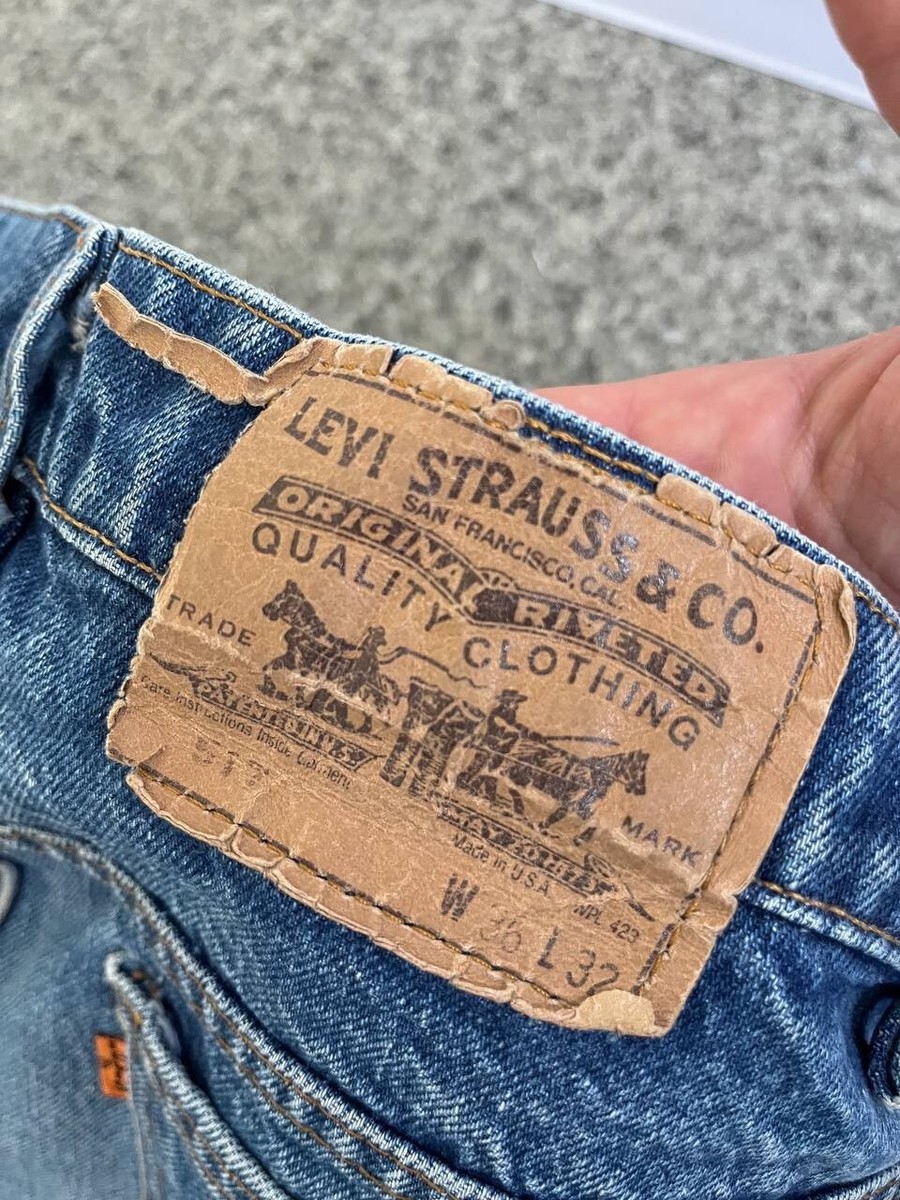 LEVI STRAUSS & CO.
SAN FRANCISCO, CAL.
ORIGINAL RIVETED
QUALITY CLOTHING
TRADE MARK
Care Instructions Inside Garment
Made in U.S.A.
WPL 423
W 36 L 32